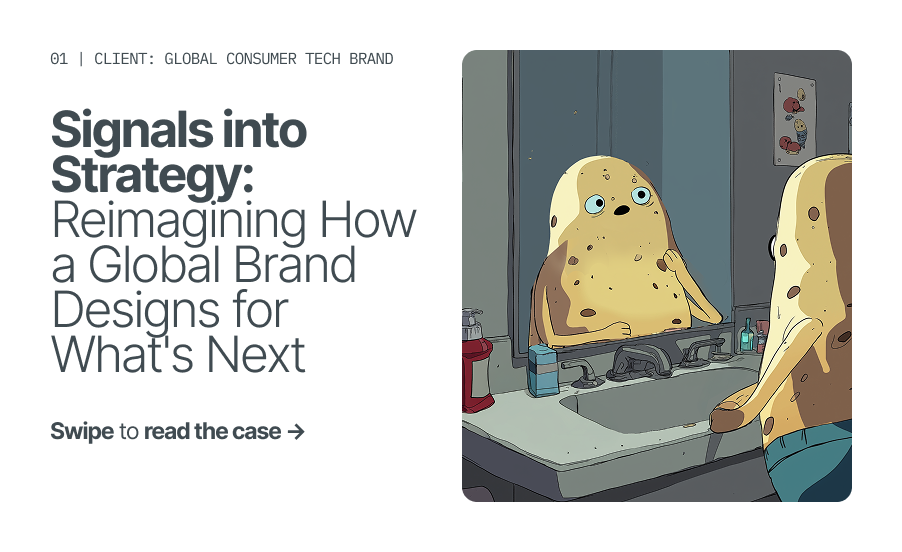 01 | CLIENT: GLOBAL CONSUMER TECH BRAND
Signals into
Strategy:
Reimagining How
a Global Brand
Designs for
What's Next
Swipe to read the case →